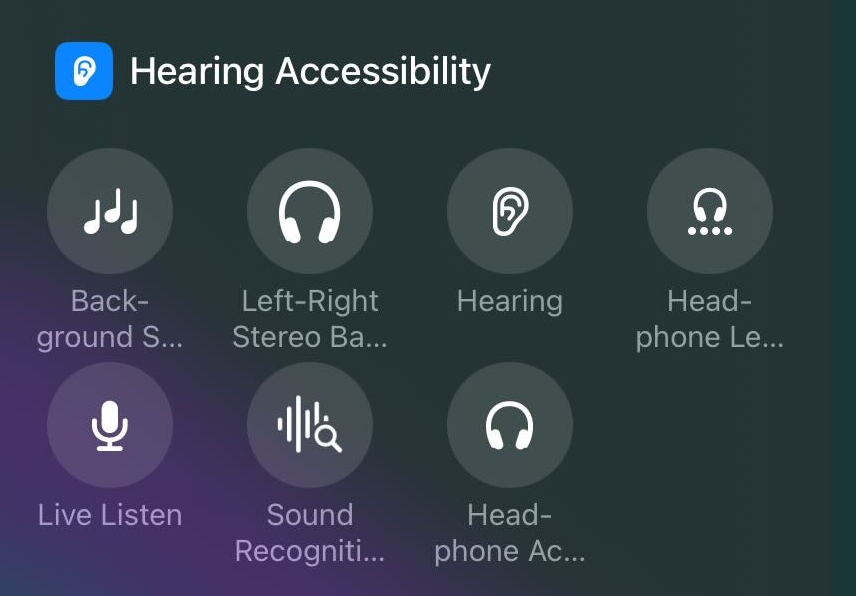 Hearing Accessibility
Back-
ground S...
Left-Right
Stereo Ba...
Hearing
Head-
phone Le...
Live Listen
Sound
Recogniti...
Head-
phone Ac...